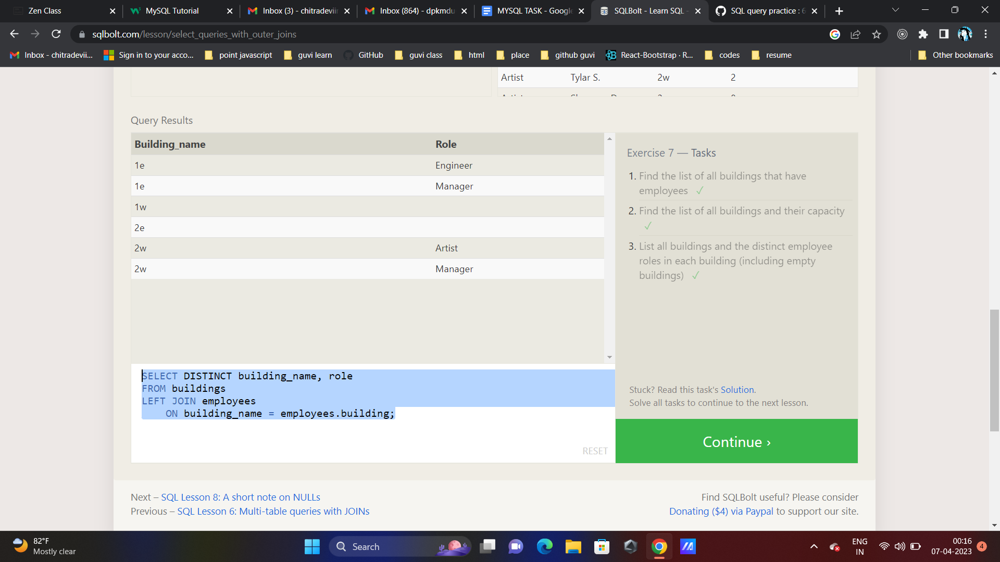 Zen Class
MySQL Tutorial
Inbox (3) - chitradeviir
Inbox (864) - dpkmdu
MYSQL TASK - Google
SQLBolt - Learn SQL -
SQL query practice : 6
sqlbolt.com/lesson/select_queries_with_outer_joins
Inbox - chitradevii...
Sign in to your acco...
point javascript
guvi learn
GitHub
guvi class
html
place
github guvi
React-Bootstrap · R...
codes
resume
Other bookmarks
Artist Tylar S. 2w 2
Query Results
Building_name Role
1e Engineer
1e Manager
1w
2e
2w Artist
2w Manager
Exercise 7 — Tasks
1. Find the list of all buildings that have
employees ✓
2. Find the list of all buildings and their capacity
✓
3. List all buildings and the distinct employee
roles in each building (including empty
buildings) ✓
SELECT DISTINCT building_name, role
FROM buildings
LEFT JOIN employees
ON building_name = employees.building;
RESET
Stuck? Read this task's Solution.
Solve all tasks to continue to the next lesson.
Continue ›
Next – SQL Lesson 8: A short note on NULLs
Previous – SQL Lesson 6: Multi-table queries with JOINs
Find SQLBolt useful? Please consider
Donating ($4) via Paypal to support our site.
82°F
Mostly clear
Search
ENG
IN
00:16
07-04-2023
4